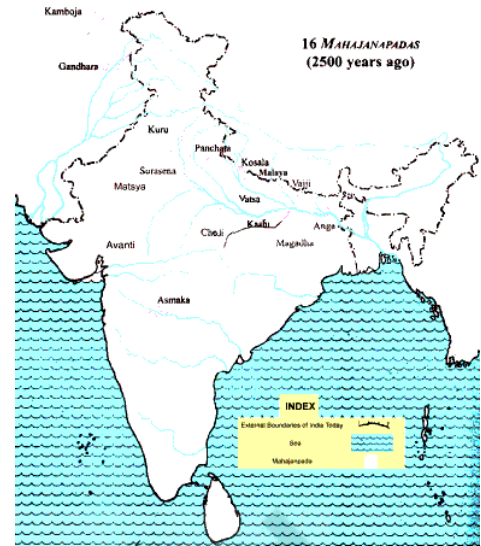 Kamboja
16 MAHAJANAPADAS
(2500 years ago)
Gandhara
Kuru
Panchala
Kosala
Surasena
Malaya
Vajji
Matsya
Vatsa
Anga
Kashi
Chedi
Avanti
Magadha
Asmaka
INDEX
External Boundaries of India Today
Sea
Mahajanpada